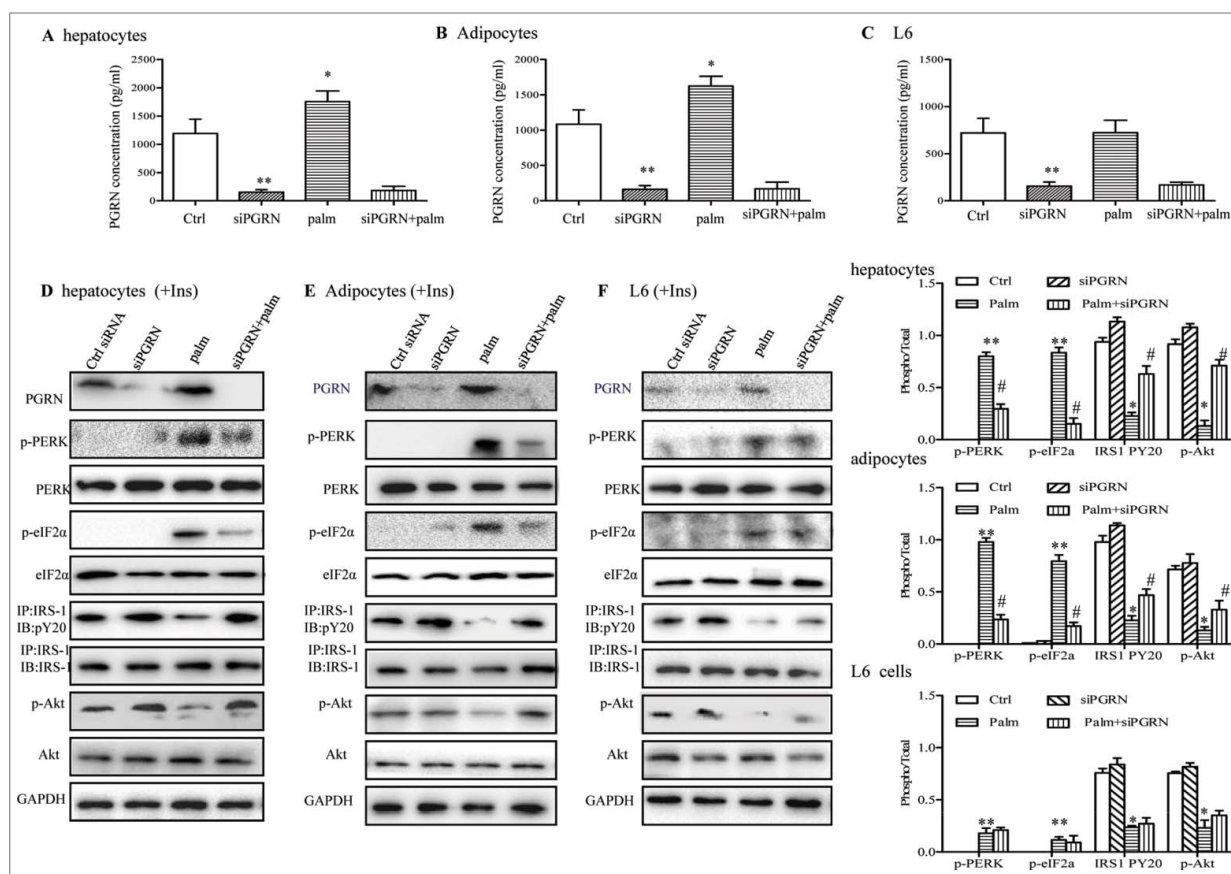 A hepatocytes
PGRN concentration (pg/ml)
2500
2000
1500
1000
500
0
*
**
Ctrl
siPGRN
palm
siPGRN+palm
B Adipocytes
PGRN concentration (pg/ml)
2000
1500
1000
500
0
*
**
Ctrl
siPGRN
palm
siPGRN+palm
C L6
PGRN concentration (pg/ml)
1500
1000
500
0
**
Ctrl
siPGRN
palm
siPGRN+palm
D hepatocytes (+Ins)
Ctrl siRNA
siPGRN
palm
siPGRN+palm
PGRN
p-PERK
PERK
p-eIF2α
eIF2α
IP:IRS-1
IB:pY20
IP:IRS-1
IB:IRS-1
p-Akt
Akt
GAPDH
E Adipocytes (+Ins)
Ctrl siRNA
siPGRN
palm
siPGRN+palm
PGRN
p-PERK
PERK
p-eIF2α
eIF2α
IP:IRS-1
IB:pY20
IP:IRS-1
IB:IRS-1
p-Akt
Akt
GAPDH
F L6 (+Ins)
Ctrl siRNA
siPGRN
palm
siPGRN+palm
PGRN
p-PERK
PERK
p-eIF2α
eIF2α
IP:IRS-1
IB:pY20
IP:IRS-1
IB:IRS-1
p-Akt
Akt
GAPDH
hepatocytes
Ctrl siPGRN
Palm Palm+siPGRN
Phospho/Total
1.5
1.0
0.5
0.0
** # ** # * # * #
p-PERK p-eIF2a IRS1 PY20 p-Akt
adipocytes
Ctrl siPGRN
Palm Palm+siPGRN
Phospho/Total
1.5
1.0
0.5
0.0
** # ** # * # * #
p-PERK p-eIF2a IRS1 PY20 p-Akt
L6 cells
Ctrl siPGRN
Palm Palm+siPGRN
Phospho/Total
1.5
1.0
0.5
0.0
** ** * *
p-PERK p-eIF2a IRS1 PY20 p-Akt